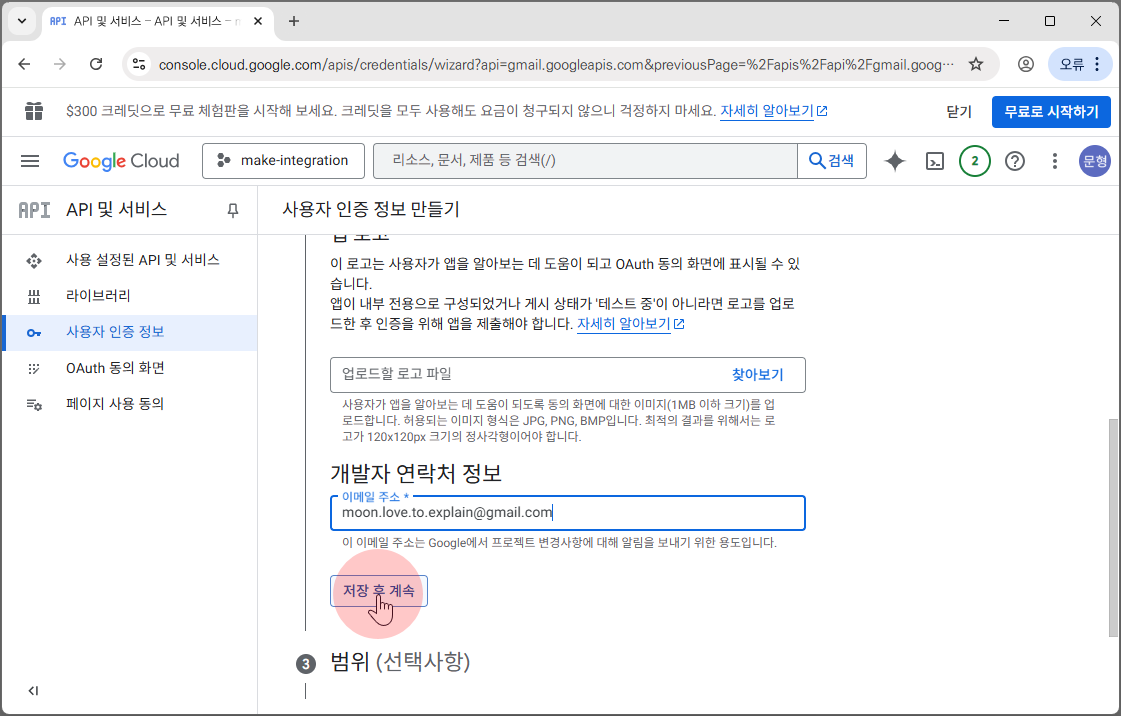 API API 및 서비스 – API 및 서비스 –
console.cloud.google.com/apis/credentials/wizard?api=gmail.googleapis.com&previousPage=%2Fapis%2Fapi%2Fgmail.goog…
오류
$300 크레딧으로 무료 체험판을 시작해 보세요. 크레딧을 모두 사용해도 요금이 청구되지 않으니 걱정하지 마세요. 자세히 알아보기
닫기
무료로 시작하기
Google Cloud
make-integration
리소스, 문서, 제품 등 검색(/)
검색
2
문형
API API 및 서비스
사용자 인증 정보 만들기
사용 설정된 API 및 서비스
라이브러리
사용자 인증 정보
OAuth 동의 화면
페이지 사용 동의
앱 로고
이 로고는 사용자가 앱을 알아보는 데 도움이 되고 OAuth 동의 화면에 표시될 수 있
습니다.
앱이 내부 전용으로 구성되었거나 게시 상태가 '테스트 중'이 아니라면 로고를 업로
드한 후 인증을 위해 앱을 제출해야 합니다. 자세히 알아보기
업로드할 로고 파일
찾아보기
사용자가 앱을 알아보는 데 도움이 되도록 동의 화면에 대한 이미지(1MB 이하 크기)를 업
로드합니다. 허용되는 이미지 형식은 JPG, PNG, BMP입니다. 최적의 결과를 위해서는 로
고가 120x120px 크기의 정사각형이어야 합니다.
개발자 연락처 정보
이메일 주소 *
moon.love.to.explain@gmail.com
이 이메일 주소는 Google에서 프로젝트 변경사항에 대해 알림을 보내기 위한 용도입니다.
저장 후 계속
3 범위 (선택사항)